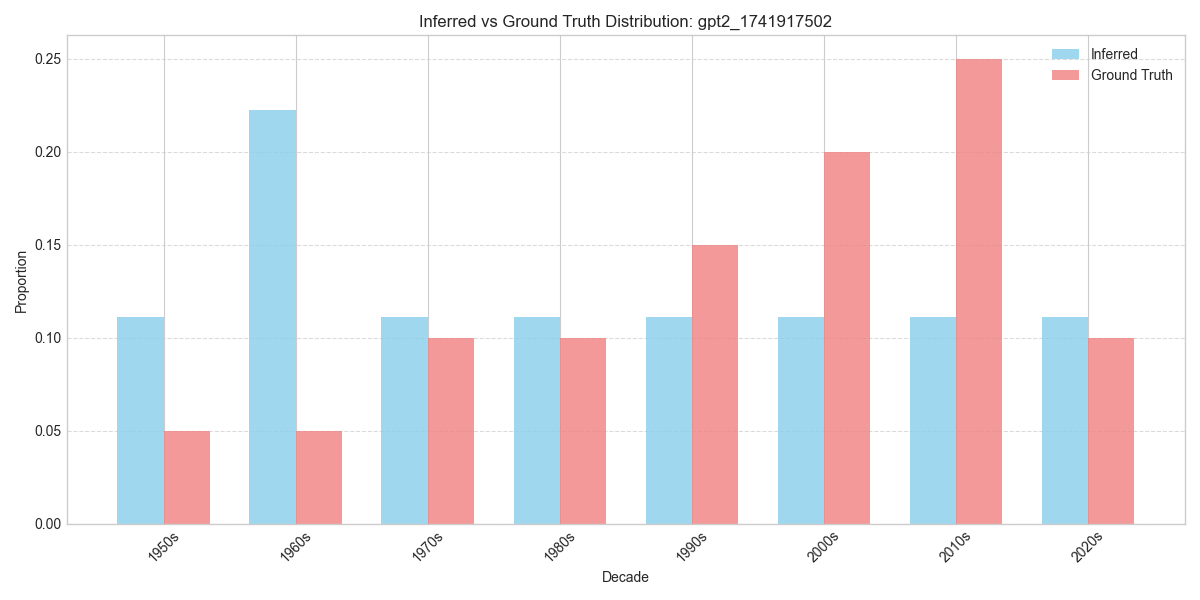 Inferred vs Ground Truth Distribution: gpt2_1741917502
Inferred
Ground Truth
0.25
0.20
0.15
0.10
0.05
0.00
Proportion
1950s
1960s
1970s
1980s
1990s
2000s
2010s
2020s
Decade